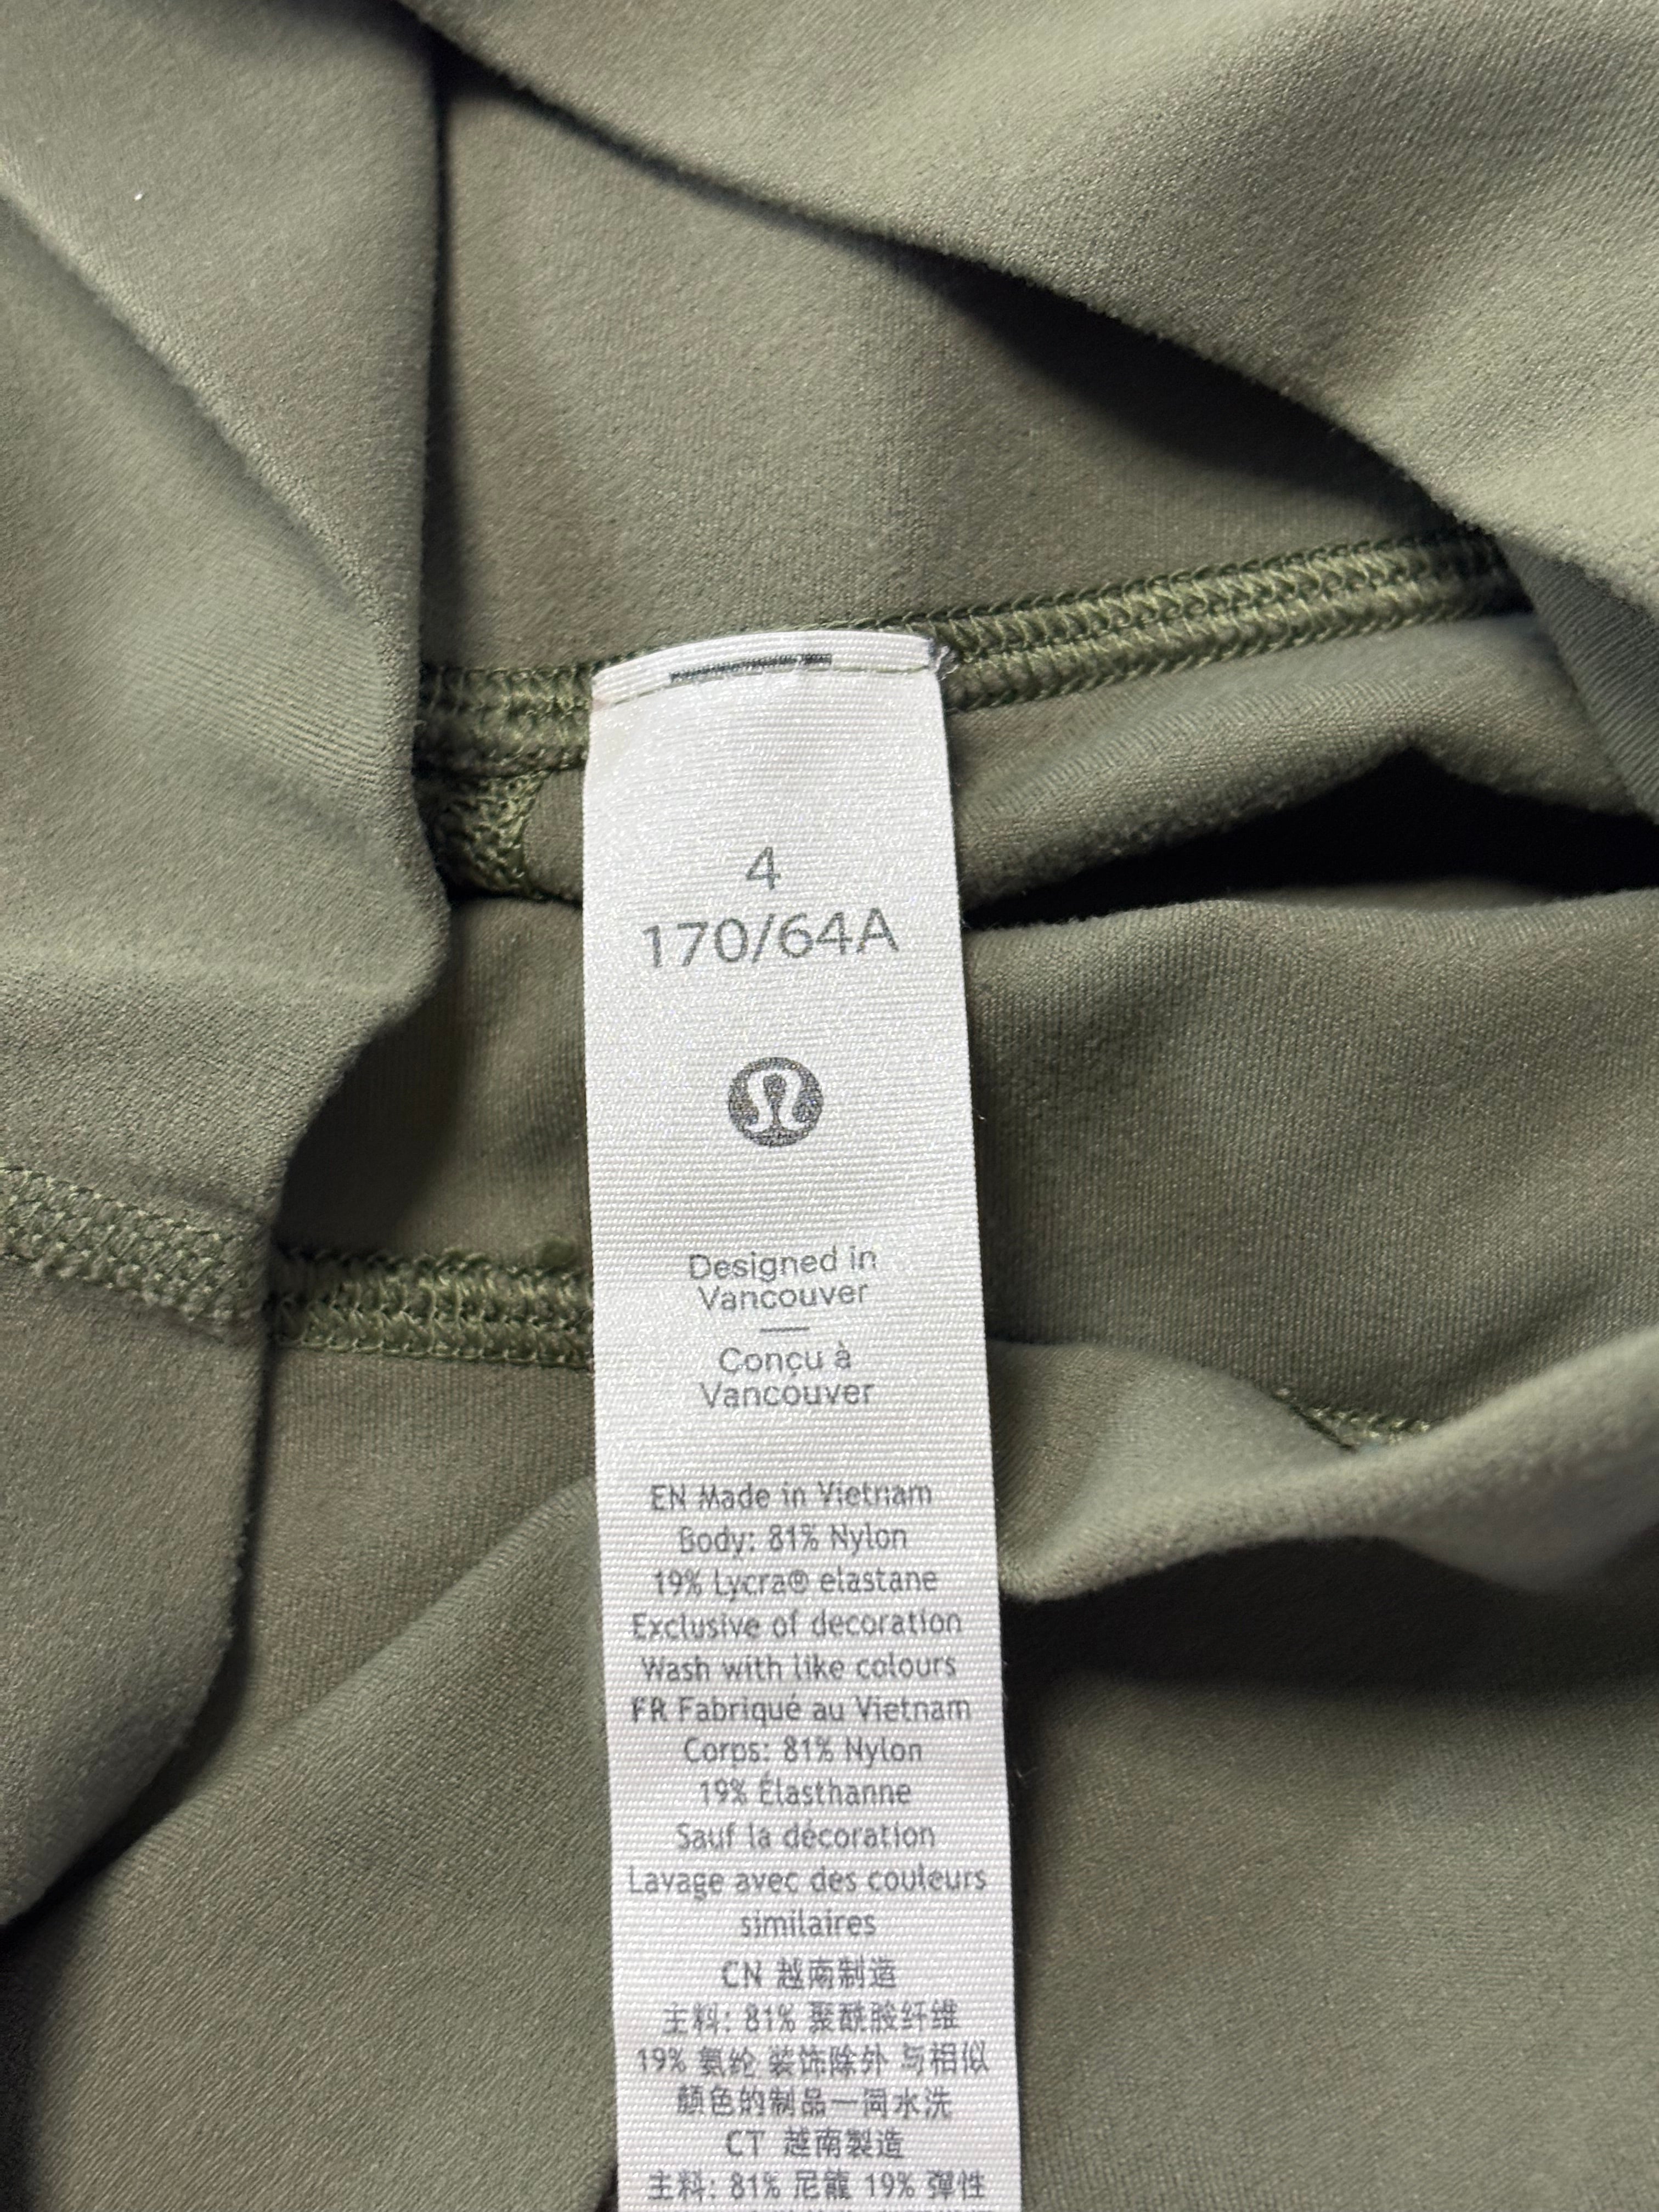 4
170/64A
Designed in
Vancouver
Conçu à
Vancouver
EN Made in Vietnam
Body: 81% Nylon
19% Lycra® elastane
Exclusive of decoration
Wash with like colours
FR Fabriqué au Vietnam
Corps: 81% Nylon
19% Élasthanne
Sauf la décoration
Lavage avec des couleurs
similaires
CN 越南制造
主料: 81% 聚酰胺纤维
19% 氨纶 装饰除外 与相似
颜色的制品一同水洗
CT 越南製造
主料: 81% 尼龍 19% 彈性